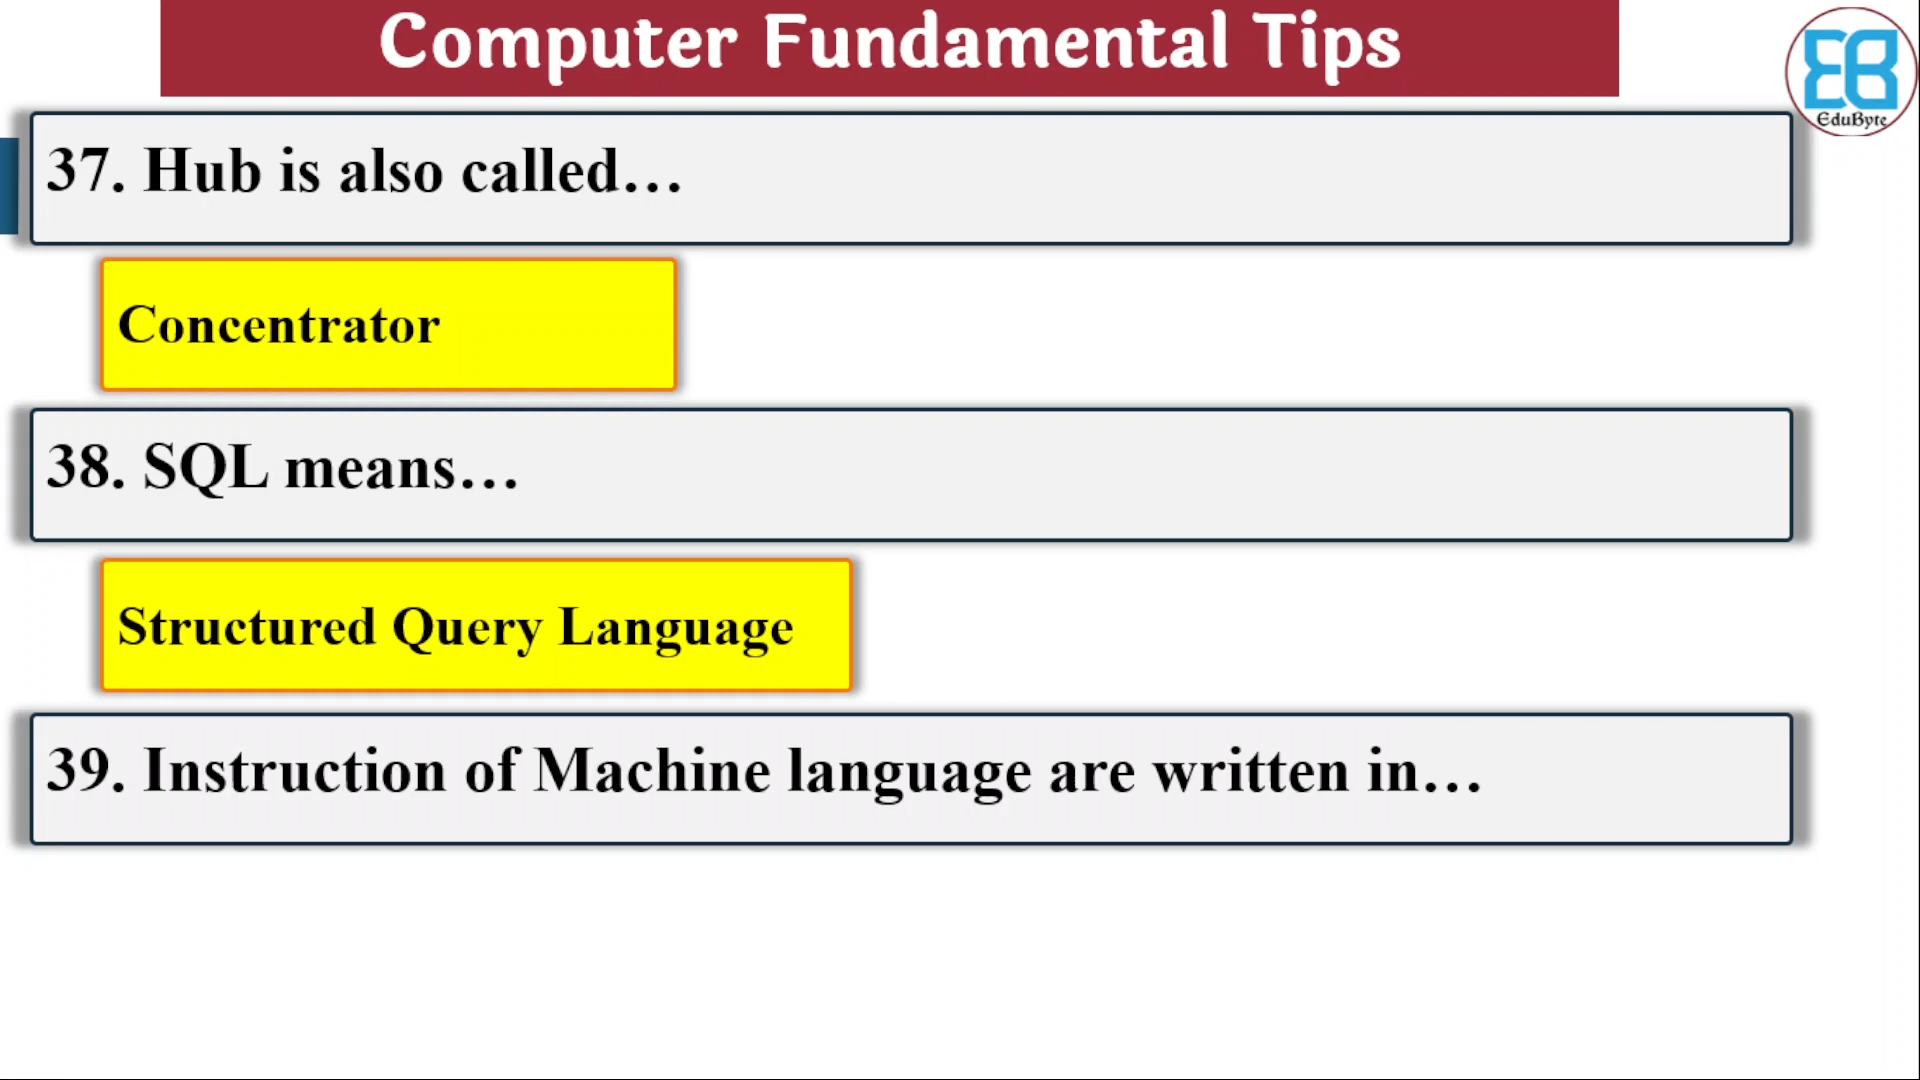 Computer Fundamental Tips
EduByte
37. Hub is also called...
Concentrator
38. SQL means...
Structured Query Language
39. Instruction of Machine language are written in...